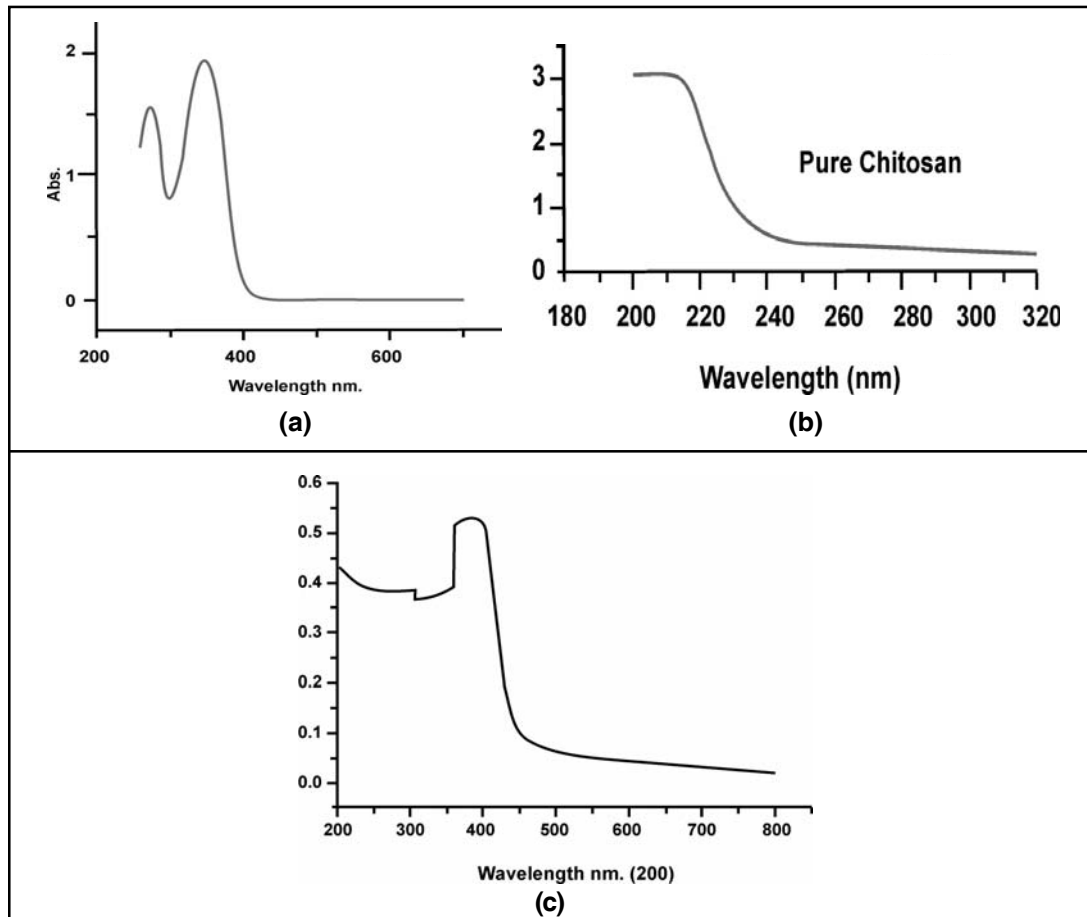 2
1
0
Abs.
200
400
600
Wavelength nm.
(a)
3
2
1
0
Pure Chitosan
180 200 220 240 260 280 300 320
Wavelength (nm)
(b)
0.6
0.5
0.4
0.3
0.2
0.1
0.0
200 300 400 500 600 700 800
Wavelength nm. (200)
(c)